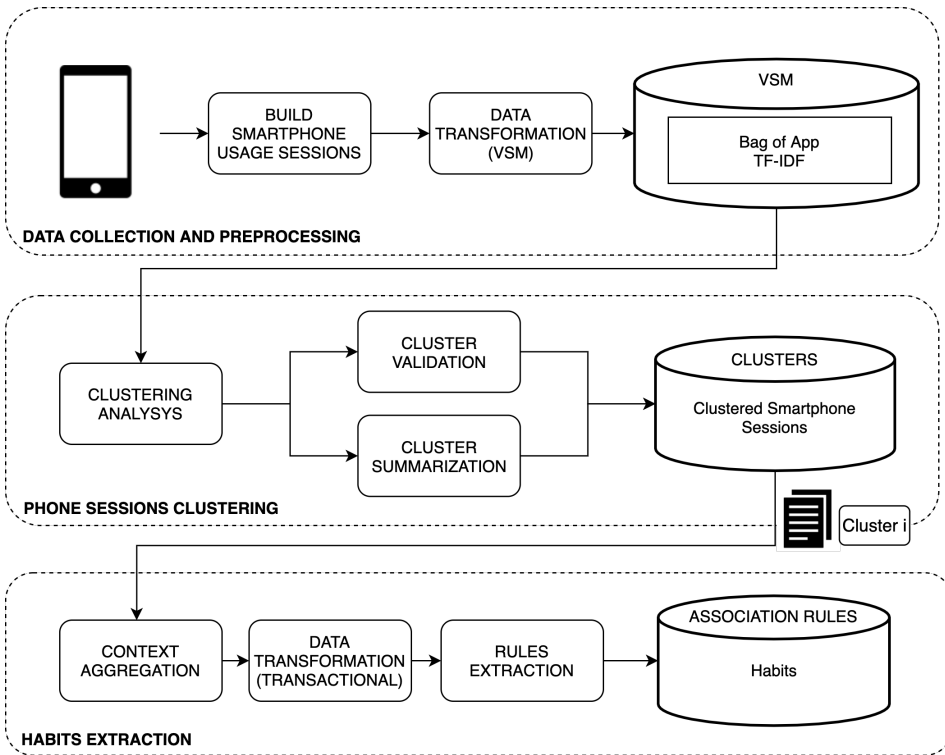 BUILD
SMARTPHONE
USAGE SESSIONS
DATA
TRANSFORMATION
(VSM)
VSM
Bag of App
TF-IDF
DATA COLLECTION AND PREPROCESSING
CLUSTERING
ANALYSYS
CLUSTER
VALIDATION
CLUSTER
SUMMARIZATION
CLUSTERS
Clustered Smartphone
Sessions
PHONE SESSIONS CLUSTERING
Cluster i
CONTEXT
AGGREGATION
DATA
TRANSFORMATION
(TRANSACTIONAL)
RULES
EXTRACTION
ASSOCIATION RULES
Habits
HABITS EXTRACTION